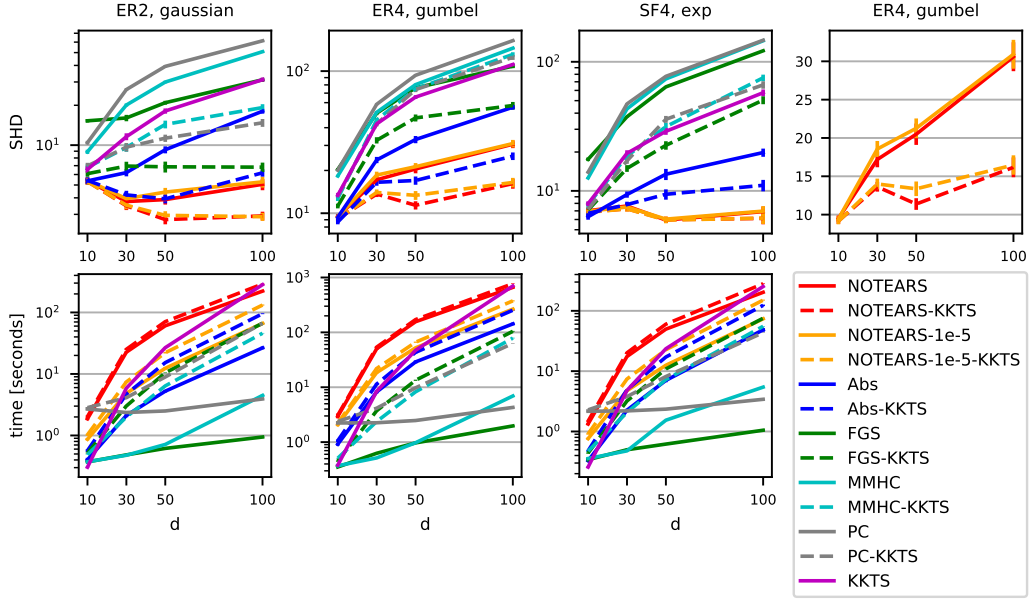 ER2, gaussian
ER4, gumbel
SF4, exp
ER4, gumbel
SHD
10¹
10 30 50 100
10²
10¹
10 30 50 100
10²
10¹
10 30 50 100
30
25
20
15
10
10 30 50 100
time [seconds]
10²
10¹
10⁰
10 30 50 100
d
10³
10²
10¹
10⁰
10 30 50 100
d
10²
10¹
10⁰
10 30 50 100
d
NOTEARS
NOTEARS-KKTS
NOTEARS-1e-5
NOTEARS-1e-5-KKTS
Abs
Abs-KKTS
FGS
FGS-KKTS
MMHC
MMHC-KKTS
PC
PC-KKTS
KKTS